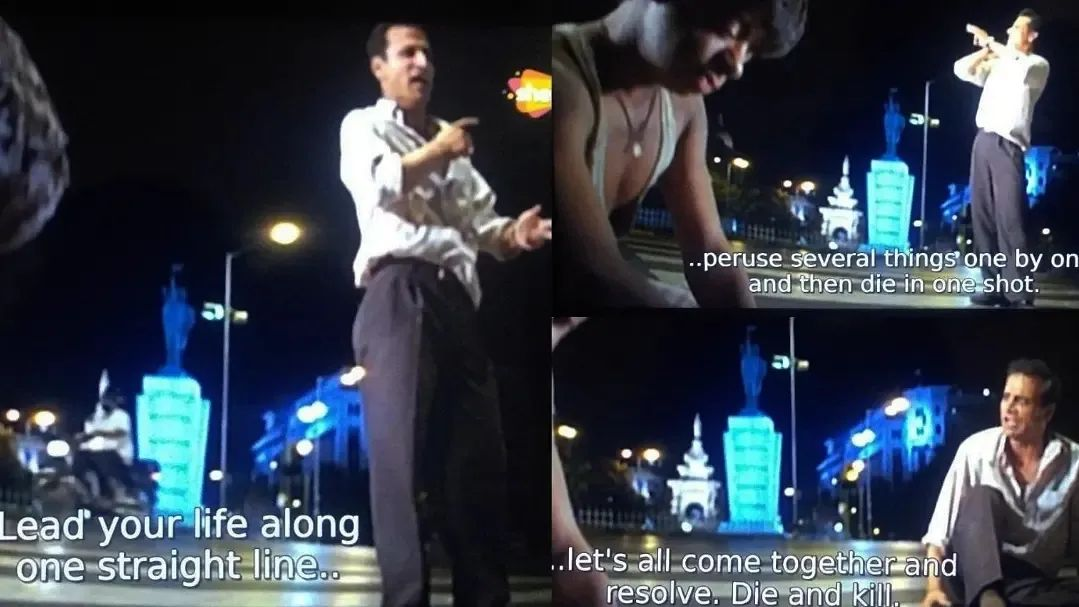 she
Lead your life along
one straight line..
..peruse several things one by on
and then die in one shot.
..let's all come together and
resolve. Die and kill.